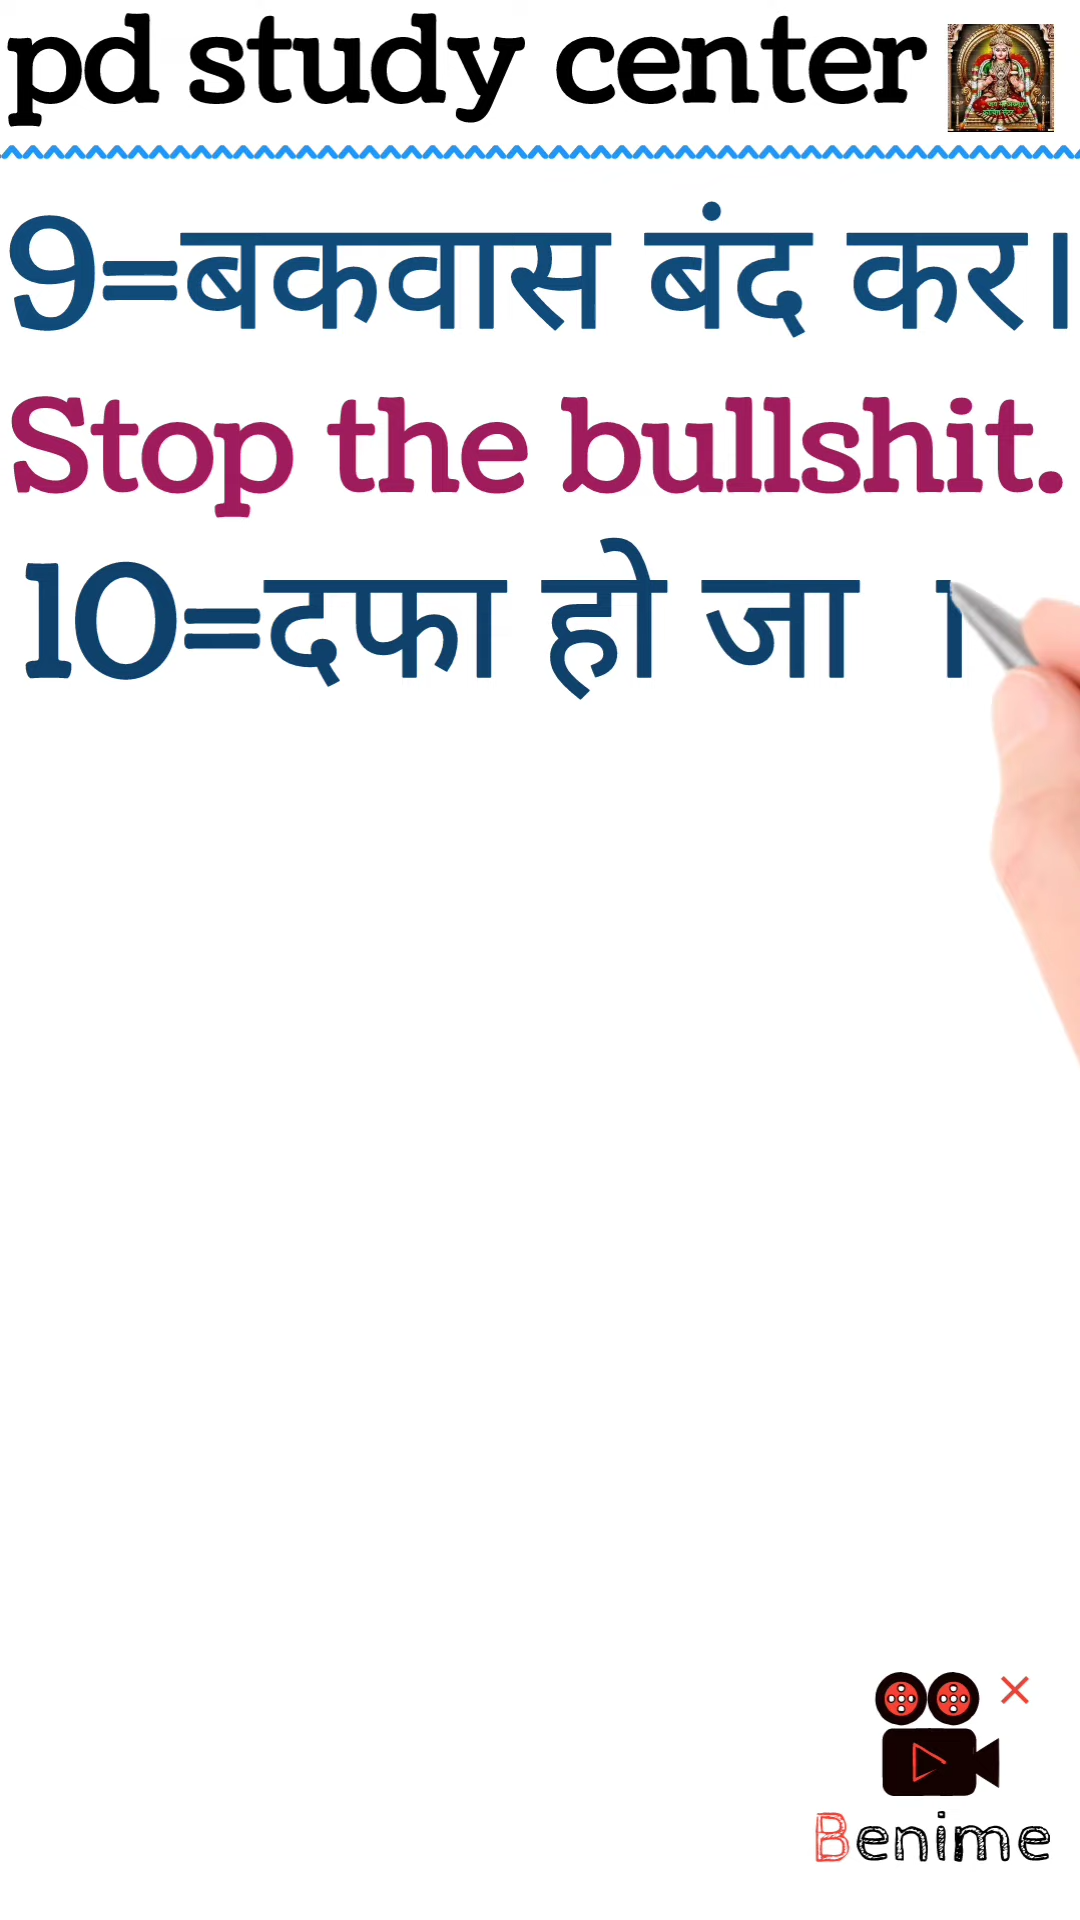 pd study center
9=बकवास बंद कर।
Stop the bullshit.
10=दफा हो जा ा
Benime